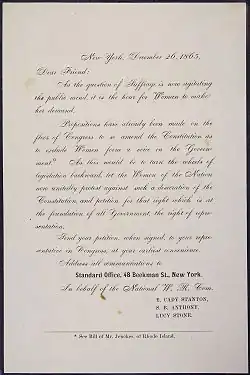 New York, December 26, 1865.
Dear Friend:
As the question of Suffrage is now agitating
the public mind, it is the hour for Woman to make
her demand.
Propositions have already been made on the
floor of Congress to so amend the Constitution as
to exclude Women from a voice in the Govern-
ment.* As this would be to turn the wheels of
legislation backward, let the Women of the Nation
now unitedly protest against such a desecration of the
Constitution, and petition for that right which is at
the foundation of all Government, the right of repre-
sentation.
Send your petition, when signed, to your repre-
sentative in Congress, at your earliest convenience.
Address all communications to
Standard Office, 48 Beekman St., New York.
In behalf of the National W. R. Com.
E. CADY STANTON,
S. B. ANTHONY,
LUCY STONE.
* See Bill of Mr. Jenckes, of Rhode Island.